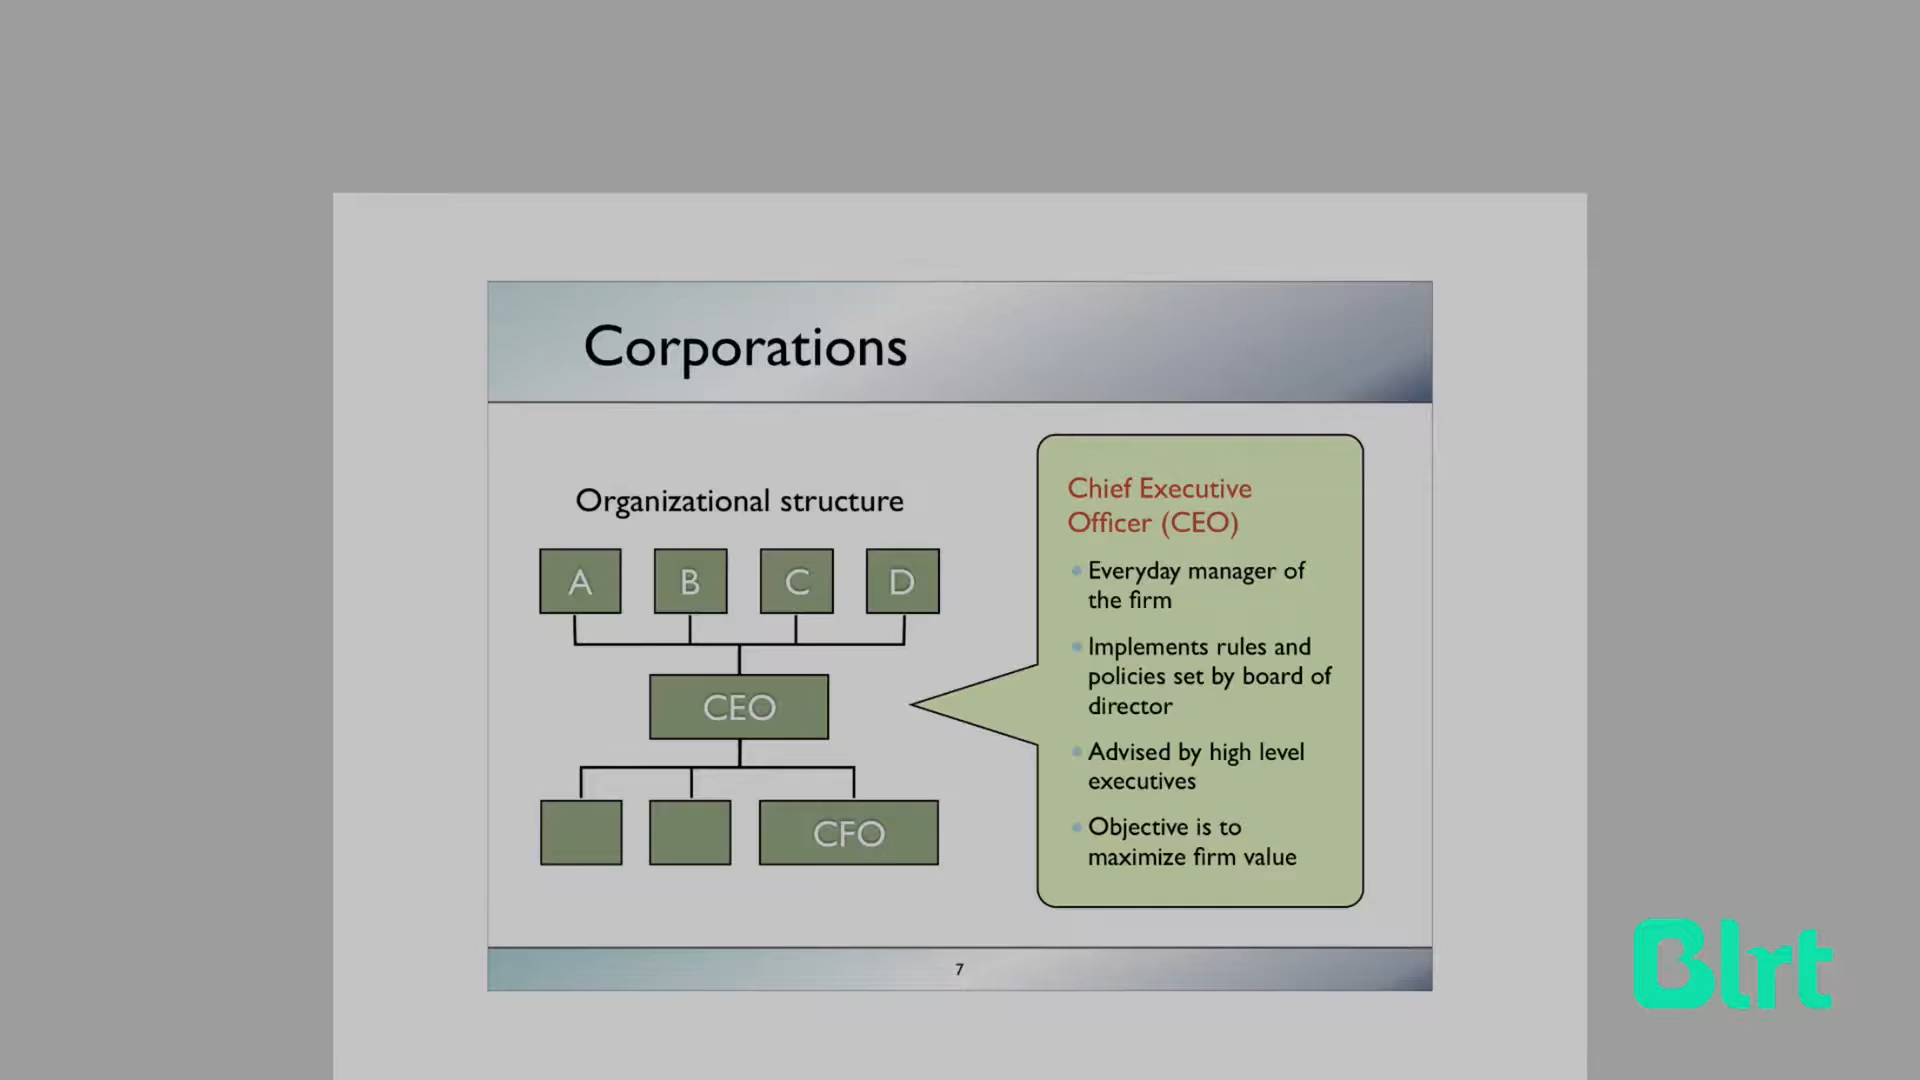 Corporations
Organizational structure
A B C D
CEO
CFO
Chief Executive
Officer (CEO)
Everyday manager of
the firm
Implements rules and
policies set by board of
director
Advised by high level
executives
Objective is to
maximize firm value
7
Blrt